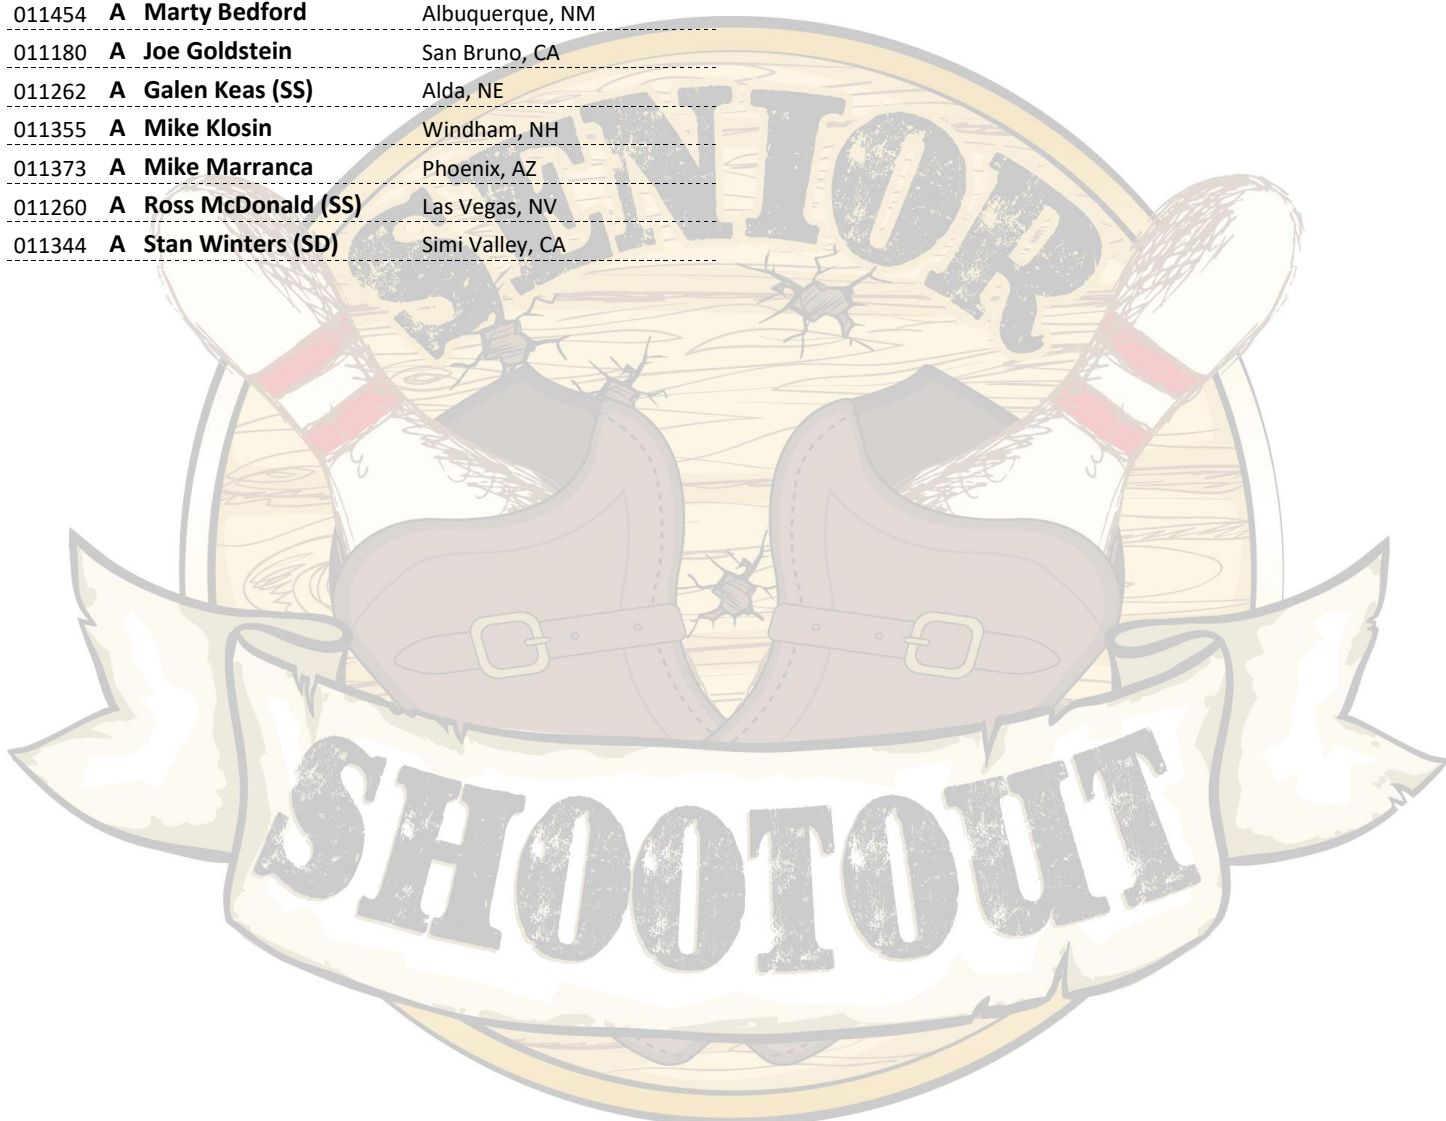 011454 A Marty Bedford Albuquerque, NM
011180 A Joe Goldstein San Bruno, CA
011262 A Galen Keas (SS) Alda, NE
011355 A Mike Klosin Windham, NH
011373 A Mike Marranca Phoenix, AZ
011260 A Ross McDonald (SS) Las Vegas, NV
011344 A Stan Winters (SD) Simi Valley, CA
SENIOR
SHOOTOUT